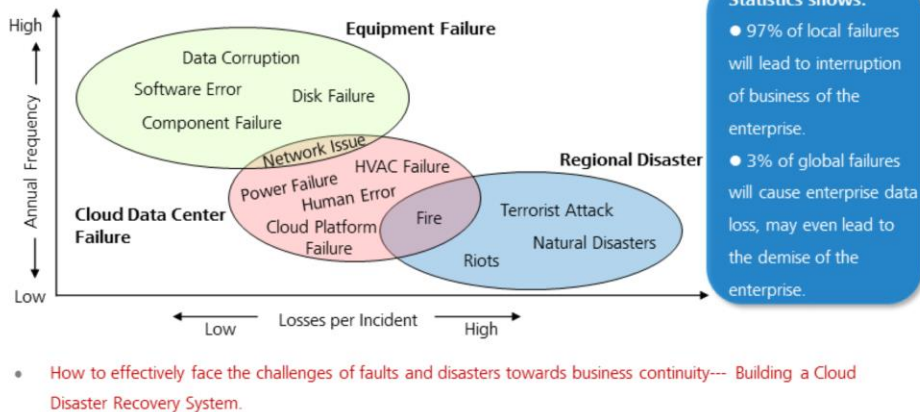 Statistics shows:
● 97% of local failures
will lead to interruption
of business of the
enterprise.
● 3% of global failures
will cause enterprise data
loss, may even lead to
the demise of the
enterprise.
High
Annual Frequency
Low
Equipment Failure
Data Corruption
Software Error
Disk Failure
Component Failure
Network Issue
HVAC Failure
Power Failure
Human Error
Cloud Platform
Failure
Fire
Cloud Data Center
Failure
Regional Disaster
Terrorist Attack
Natural Disasters
Riots
Low
Losses per Incident
High
• How to effectively face the challenges of faults and disasters towards business continuity--- Building a Cloud
Disaster Recovery System.